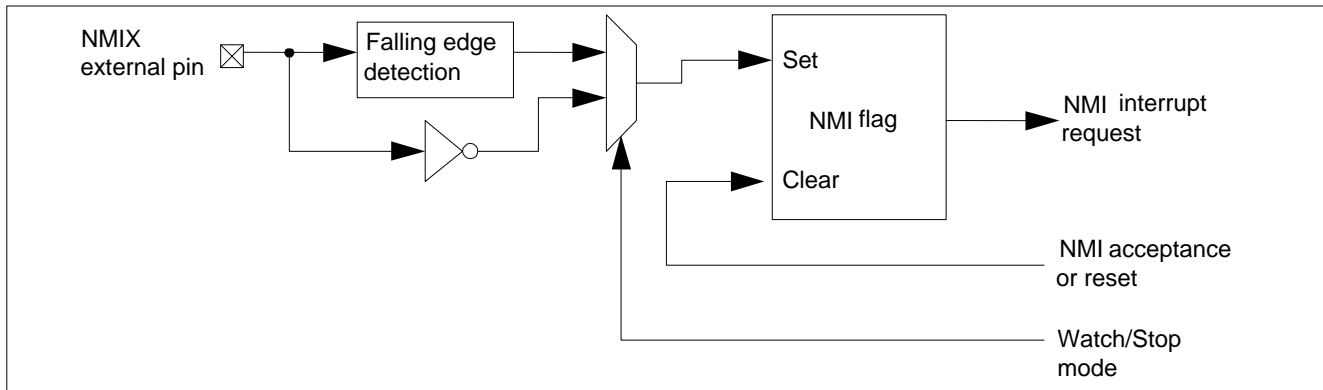 NMIX
external pin
Falling edge
detection
Set
NMI flag
Clear
NMI interrupt
request
NMI acceptance
or reset
Watch/Stop
mode